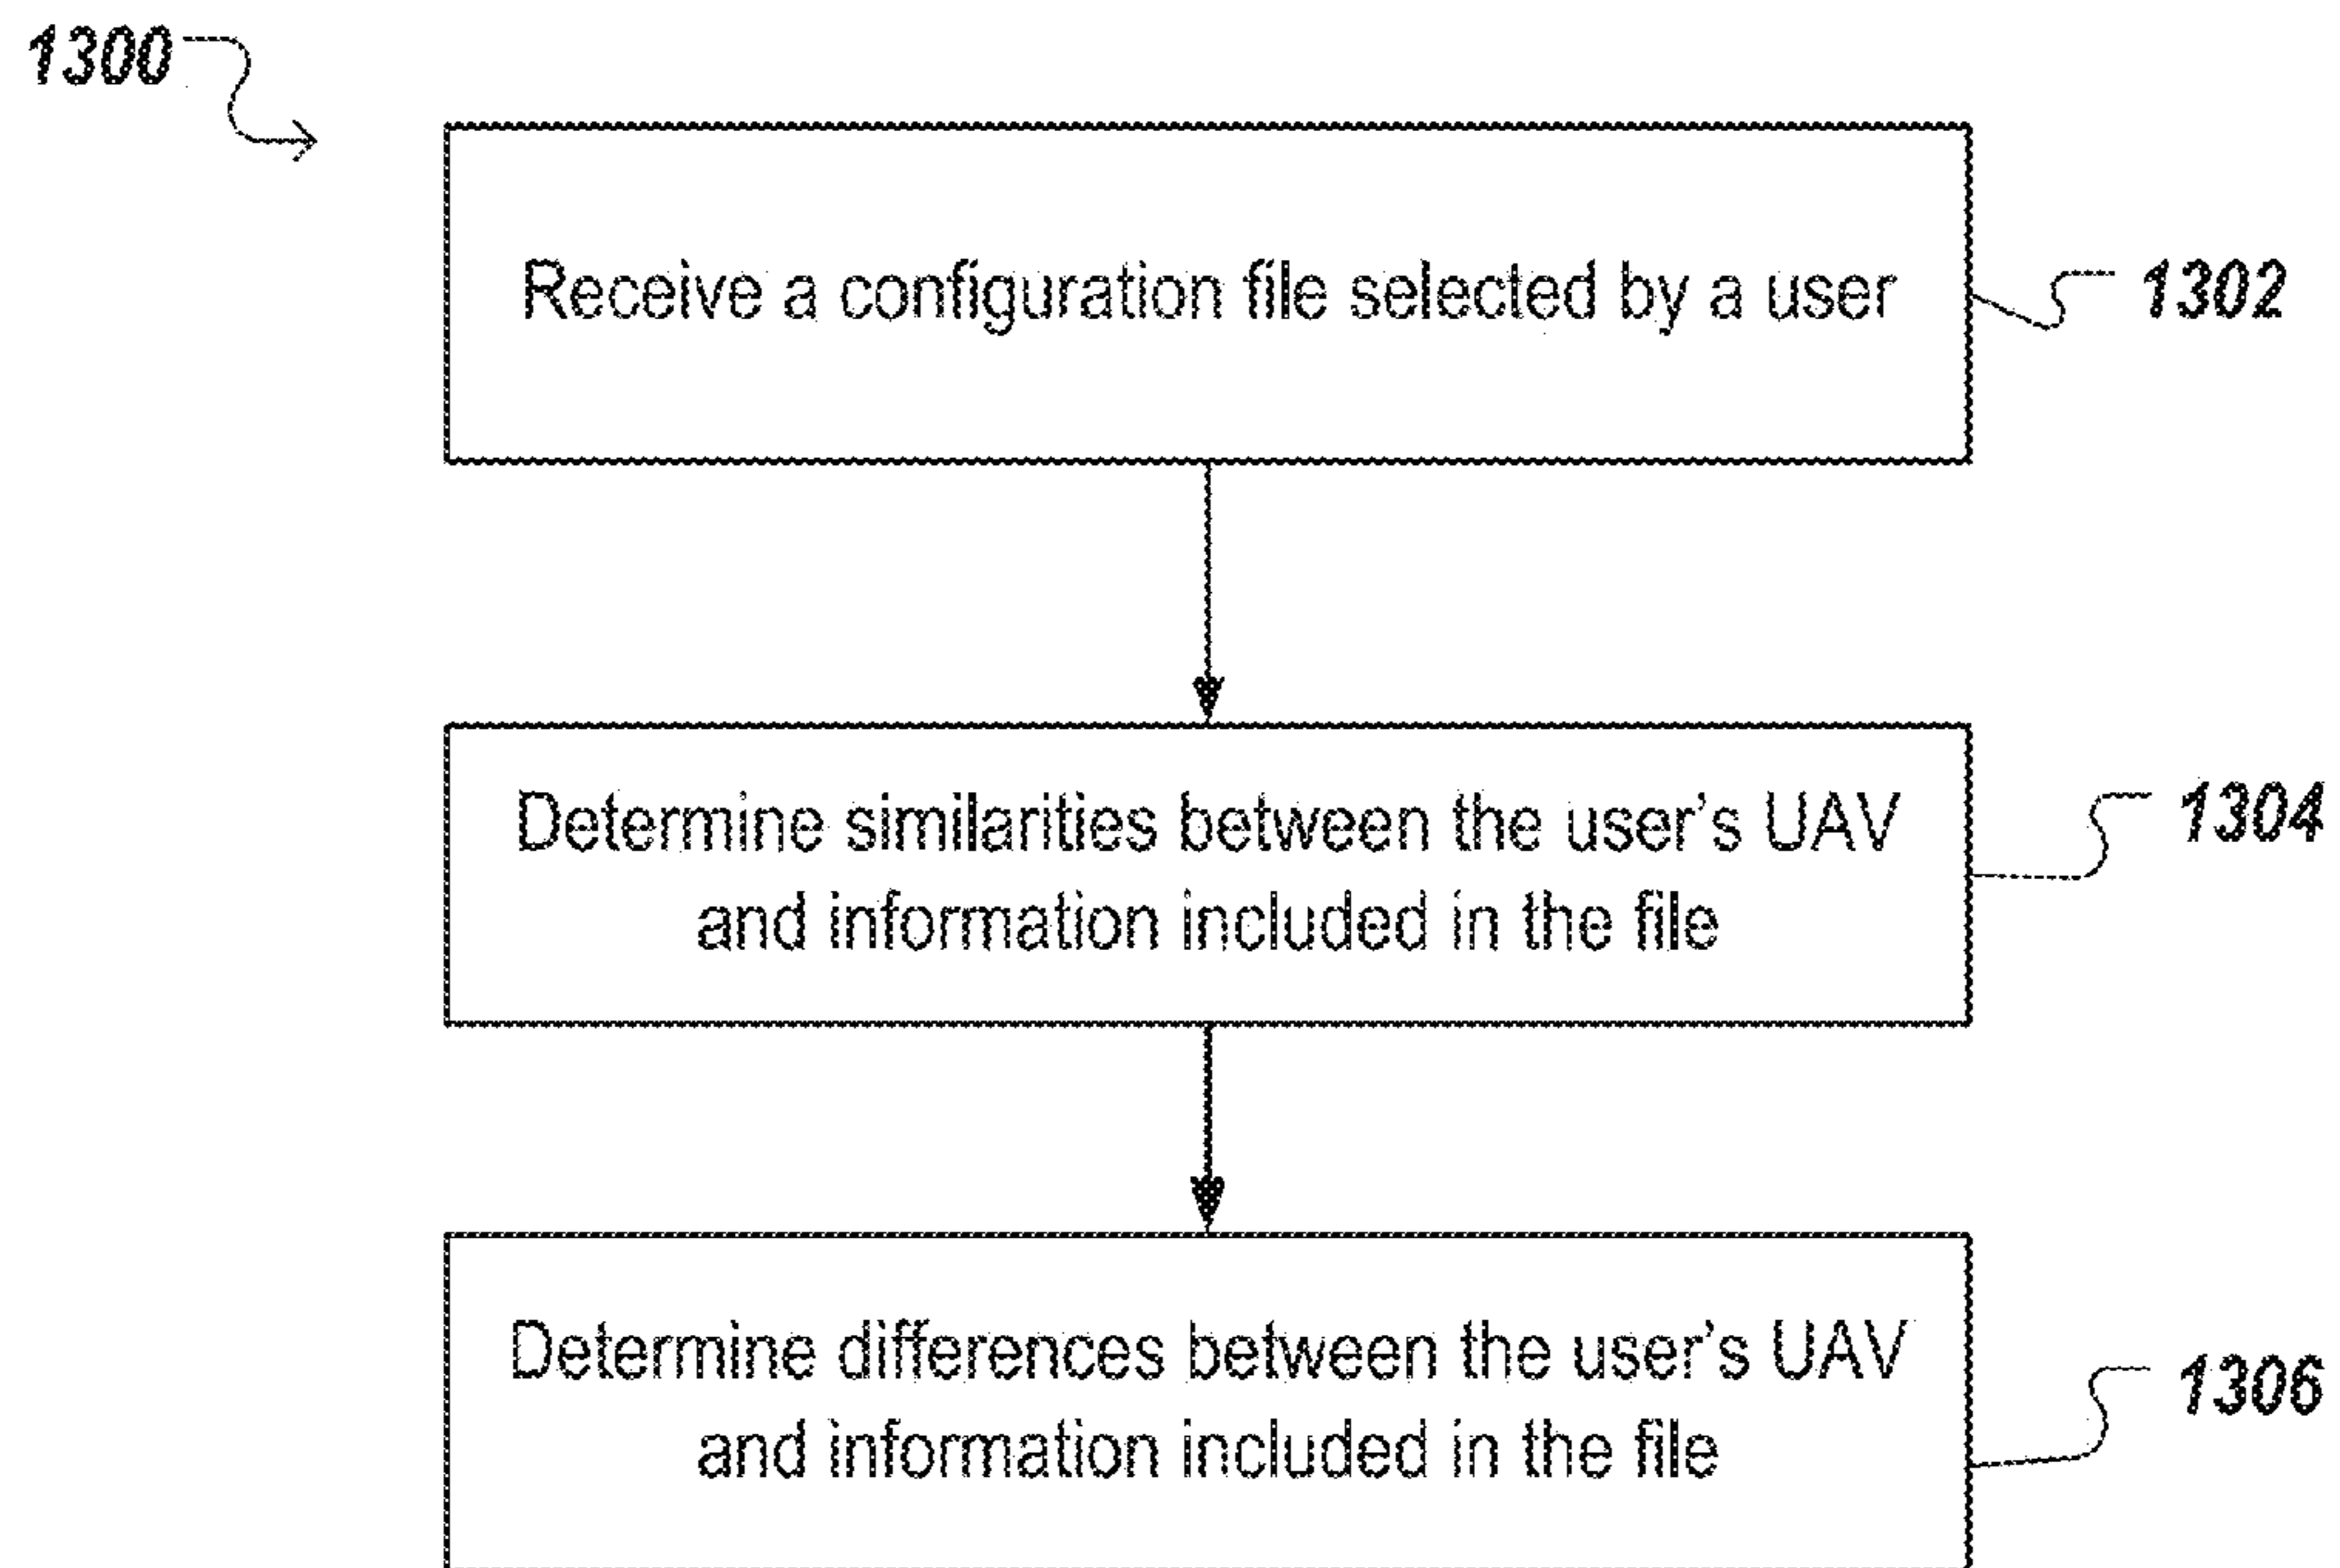 1300
Receive a configuration file selected by a user
1302
Determine similarities between the user's UAV
and information included in the file
1304
Determine differences between the user's UAV
and information included in the file
1306